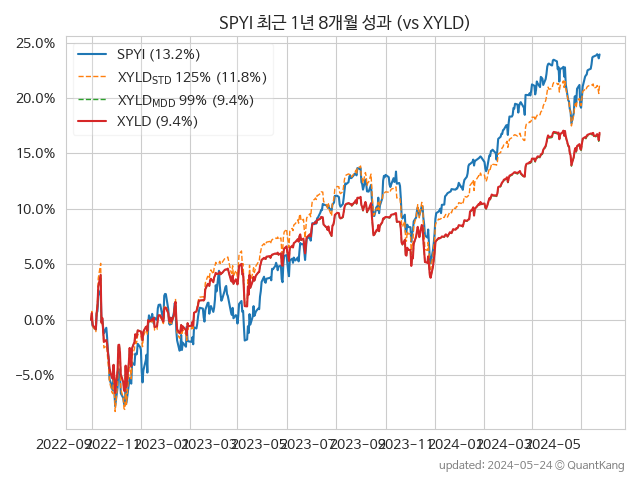 SPYI 최근 1년 8개월 성과 (vs XYLD)
SPYI (13.2%)
XYLD_STD 125% (11.8%)
XYLD_MDD 99% (9.4%)
XYLD (9.4%)
25.0%
20.0%
15.0%
10.0%
5.0%
0.0%
−5.0%
2022-09 2022-11 2023-01 2023-03 2023-05 2023-07 2023-09 2023-11 2024-01 2024-03 2024-05
updated: 2024-05-24 © QuantKang